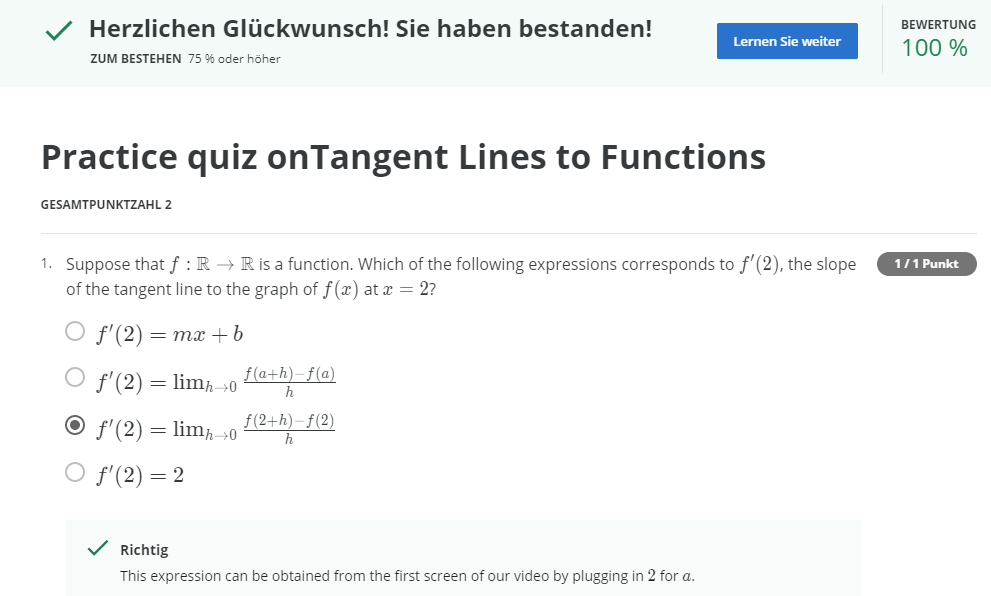 Herzlichen Glückwunsch! Sie haben bestanden!
ZUM BESTEHEN 75 % oder höher
Lernen Sie weiter
BEWERTUNG
100 %
Practice quiz onTangent Lines to Functions
GESAMTPUNKTZAHL 2
1. Suppose that f : ℝ → ℝ is a function. Which of the following expressions corresponds to f′(2), the slope
of the tangent line to the graph of f(x) at x = 2?
1 / 1 Punkt
f′(2) = mx + b
f′(2) = lim_{h→0} \frac{f(a+h)−f(a)}{h}
f′(2) = lim_{h→0} \frac{f(2+h)−f(2)}{h}
f′(2) = 2
Richtig
This expression can be obtained from the first screen of our video by plugging in 2 for a.